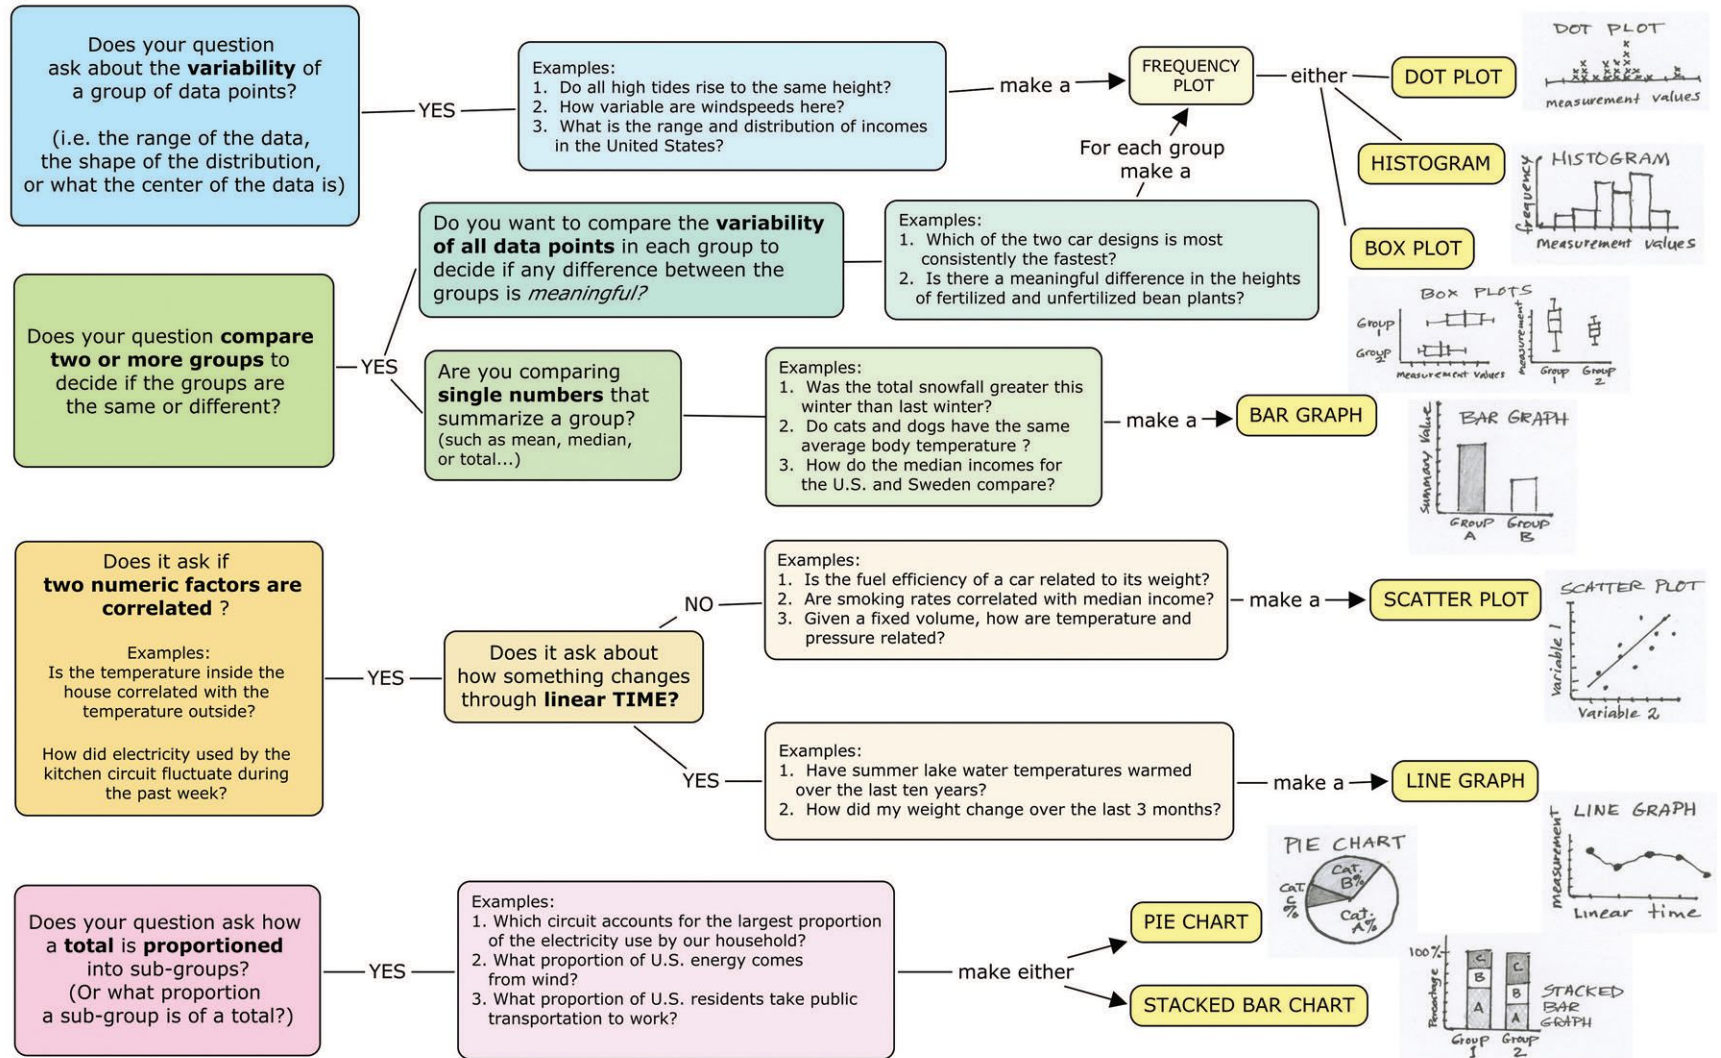 Does your question
ask about the variability of
a group of data points?
(i.e. the range of the data,
the shape of the distribution,
or what the center of the data is)
YES
Examples:
1. Do all high tides rise to the same height?
2. How variable are windspeeds here?
3. What is the range and distribution of incomes
in the United States?
make a
FREQUENCY
PLOT
either
DOT PLOT
HISTOGRAM
BOX PLOT
DOT PLOT
measurement values
HISTOGRAM
frequency
measurement values
BOX PLOTS
Group
1
Group
2
measurement values
measurement
Group
1
Group
2
Does your question compare
two or more groups to
decide if the groups are
the same or different?
YES
Do you want to compare the variability
of all data points in each group to
decide if any difference between the
groups is meaningful?
Examples:
1. Which of the two car designs is most
consistently the fastest?
2. Is there a meaningful difference in the heights
of fertilized and unfertilized bean plants?
For each group
make a
Are you comparing
single numbers that
summarize a group?
(such as mean, median,
or total...)
Examples:
1. Was the total snowfall greater this
winter than last winter?
2. Do cats and dogs have the same
average body temperature ?
3. How do the median incomes for
the U.S. and Sweden compare?
make a
BAR GRAPH
BAR GRAPH
Summary Value
Group
A
Group
B
Does it ask if
two numeric factors are
correlated ?
Examples:
Is the temperature inside the
house correlated with the
temperature outside?
How did electricity used by the
kitchen circuit fluctuate during
the past week?
YES
Does it ask about
how something changes
through linear TIME?
NO
Examples:
1. Is the fuel efficiency of a car related to its weight?
2. Are smoking rates correlated with median income?
3. Given a fixed volume, how are temperature and
pressure related?
make a
SCATTER PLOT
SCATTER PLOT
Variable 1
Variable 2
YES
Examples:
1. Have summer lake water temperatures warmed
over the last ten years?
2. How did my weight change over the last 3 months?
make a
LINE GRAPH
LINE GRAPH
measurement
Linear time
Does your question ask how
a total is proportioned
into sub-groups?
(Or what proportion
a sub-group is of a total?)
YES
Examples:
1. Which circuit accounts for the largest proportion
of the electricity use by our household?
2. What proportion of U.S. energy comes
from wind?
3. What proportion of U.S. residents take public
transportation to work?
make either
PIE CHART
STACKED BAR CHART
PIE CHART
Cat.
B%
Cat.
C
%
Cat.
A%
100%
Percentage
C
B
A
C
B
A
Group
1
Group
2
STACKED
BAR
GRAPH